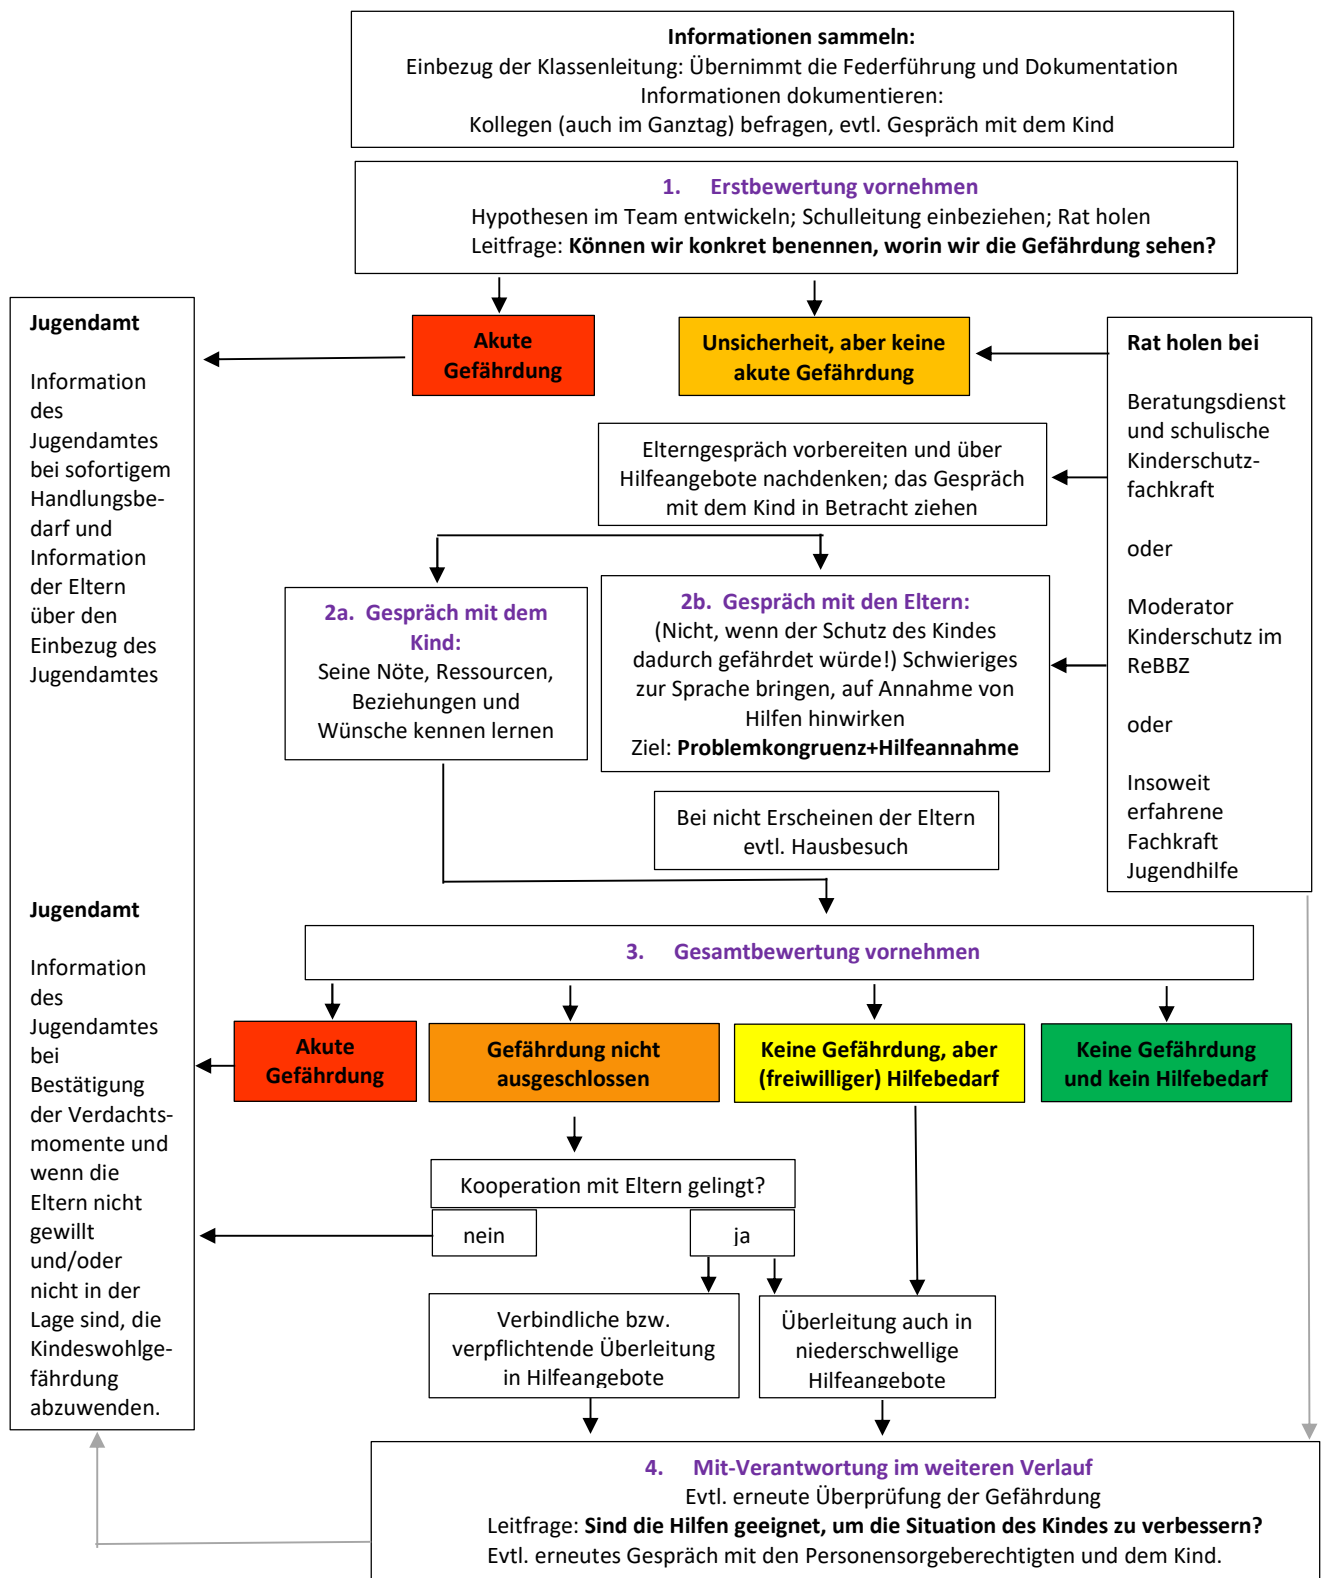 Informationen sammeln:
Einbezug der Klassenleitung: Übernimmt die Federführung und Dokumentation
Informationen dokumentieren:
Kollegen (auch im Ganztag) befragen, evtl. Gespräch mit dem Kind
1. Erstbewertung vornehmen
Hypothesen im Team entwickeln; Schulleitung einbeziehen; Rat holen
Leitfrage: Können wir konkret benennen, worin wir die Gefährdung sehen?
Jugendamt
Information
des
Jugendamtes
bei sofortigem
Handlungsbe-
darf und
Information
der Eltern
über den
Einbezug des
Jugendamtes
Akute
Gefährdung
Unsicherheit, aber keine
akute Gefährdung
Rat holen bei
Beratungsdienst
und schulische
Kinderschutz-
fachkraft
oder
Moderator
Kinderschutz im
ReBBZ
oder
Insoweit
erfahrene
Fachkraft
Jugendhilfe
Elterngespräch vorbereiten und über
Hilfeangebote nachdenken; das Gespräch
mit dem Kind in Betracht ziehen
2a. Gespräch mit dem
Kind:
Seine Nöte, Ressourcen,
Beziehungen und
Wünsche kennen lernen
2b. Gespräch mit den Eltern:
(Nicht, wenn der Schutz des Kindes
dadurch gefährdet würde!) Schwieriges
zur Sprache bringen, auf Annahme von
Hilfen hinwirken
Ziel: Problemkongruenz+Hilfeannahme
Bei nicht Erscheinen der Eltern
evtl. Hausbesuch
Jugendamt
Information
des
Jugendamtes
bei
Bestätigung
der Verdachts-
momente und
wenn die
Eltern nicht
gewillt
und/oder
nicht in der
Lage sind, die
Kindeswohlge-
fährdung
abzuwenden.
3. Gesamtbewertung vornehmen
Akute
Gefährdung
Gefährdung nicht
ausgeschlossen
Keine Gefährdung, aber
(freiwilliger) Hilfebedarf
Keine Gefährdung
und kein Hilfebedarf
Kooperation mit Eltern gelingt?
nein
ja
Verbindliche bzw.
verpflichtende Überleitung
in Hilfeangebote
Überleitung auch in
niederschwellige
Hilfeangebote
4. Mit-Verantwortung im weiteren Verlauf
Evtl. erneute Überprüfung der Gefährdung
Leitfrage: Sind die Hilfen geeignet, um die Situation des Kindes zu verbessern?
Evtl. erneutes Gespräch mit den Personensorgeberechtigten und dem Kind.